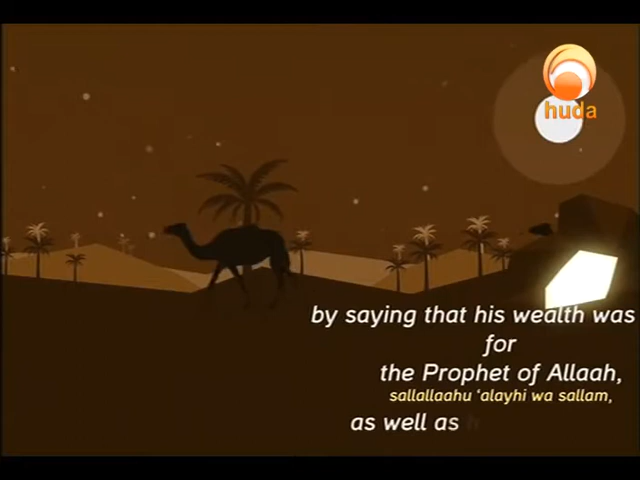 huda
by saying that his wealth was
for
the Prophet of Allaah,
sallallaahu ‘alayhi wa sallam,
as well as